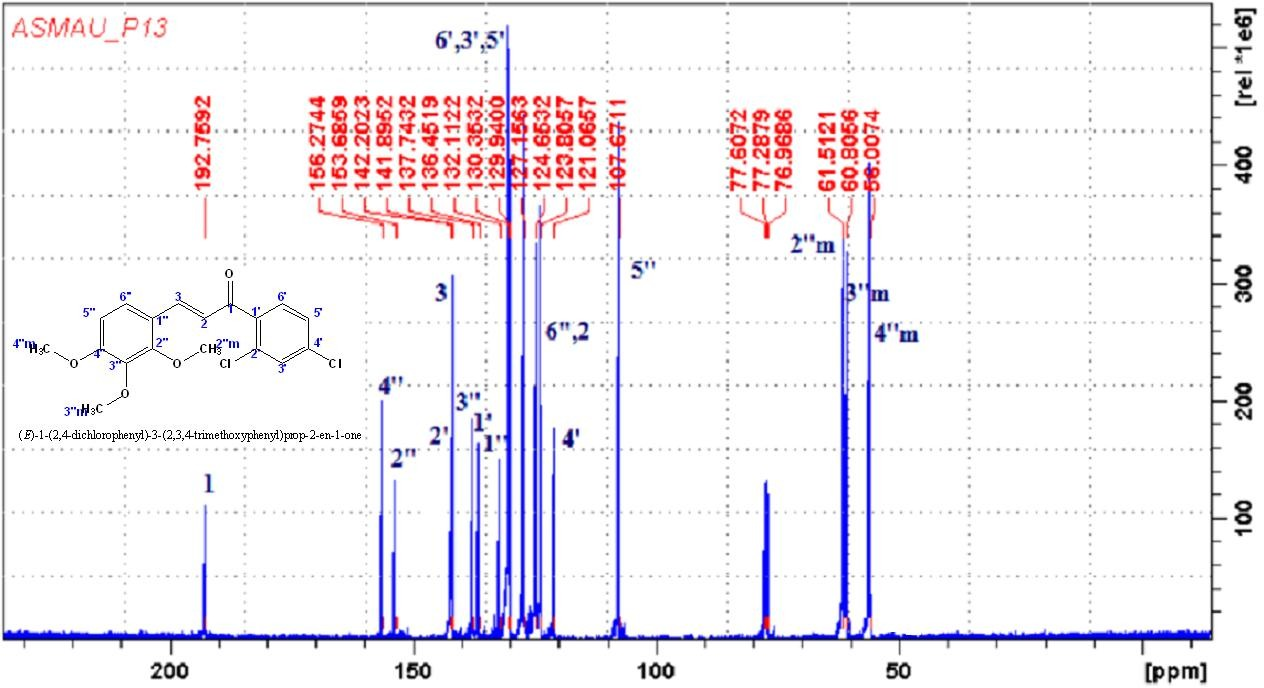 ASMAU_P13
[rel *1e6]
6',3',5'
192.7592
156.2744
153.6859
142.2023
141.8952
137.7432
136.4519
132.1122
130.3532
129.9400
127.1563
124.6532
123.8057
121.0657
107.6711
77.6072
77.2879
76.9686
61.5121
60.8056
56.0074
400
300
200
100
2''m
3''m
4''m
5''
3
6'',2
4''
3''
1'
2'
1''
4'
2''
1
O
6''
3
1
6'
5''
5'
1''
2
1'
4''m
H₃C
4''
2''
CH₃
2''m
2'
4'
O
3''
O
Cl
3'
Cl
O
3''m
H₃C
(E)-1-(2,4-dichlorophenyl)-3-(2,3,4-trimethoxyphenyl)prop-2-en-1-one
200
150
100
50
[ppm]